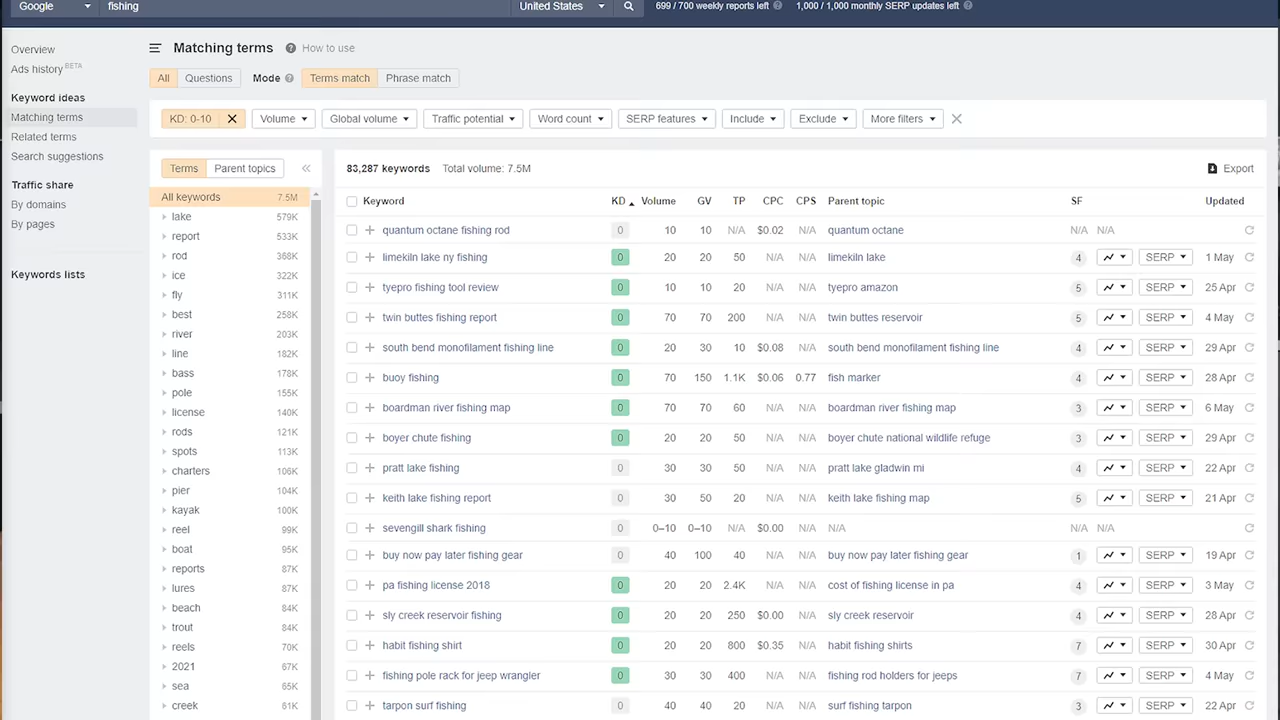 Google fishing United States 699 / 700 weekly reports left 1,000 / 1,000 monthly SERP updates left
Overview
Ads history BETA
Keyword ideas
Matching terms
Related terms
Search suggestions
Traffic share
By domains
By pages
Keywords lists
Matching terms How to use
All Questions Mode Terms match Phrase match
KD: 0-10 Volume Global volume Traffic potential Word count SERP features Include Exclude More filters
Terms Parent topics
All keywords 7.5M
lake 579K
report 533K
rod 368K
ice 322K
fly 311K
best 258K
river 203K
line 182K
bass 178K
pole 155K
license 140K
rods 121K
spots 113K
charters 106K
pier 104K
kayak 100K
reel 99K
boat 95K
reports 87K
lures 87K
beach 84K
trout 84K
reels 70K
2021 67K
sea 65K
creek 61K
83,287 keywords Total volume: 7.5M Export
Keyword KD Volume GV TP CPC CPS Parent topic SF Updated
quantum octane fishing rod 0 10 10 N/A $0.02 N/A quantum octane N/A N/A
limekiln lake ny fishing 0 20 20 50 N/A N/A limekiln lake 4 SERP 1 May
tyepro fishing tool review 0 10 10 20 N/A N/A tyepro amazon 5 SERP 25 Apr
twin buttes fishing report 0 70 70 200 N/A N/A twin buttes reservoir 5 SERP 4 May
south bend monofilament fishing line 0 20 30 10 $0.08 N/A south bend monofilament fishing line 4 SERP 29 Apr
buoy fishing 0 70 150 1.1K $0.06 0.77 fish marker 4 SERP 28 Apr
boardman river fishing map 0 70 70 60 N/A N/A boardman river fishing map 3 SERP 6 May
boyer chute fishing 0 20 20 50 N/A N/A boyer chute national wildlife refuge 3 SERP 29 Apr
pratt lake fishing 0 30 30 50 N/A N/A pratt lake gladwin mi 4 SERP 22 Apr
keith lake fishing report 0 30 50 20 N/A N/A keith lake fishing map 5 SERP 21 Apr
sevengill shark fishing 0 0–10 0–10 N/A $0.00 N/A N/A N/A N/A
buy now pay later fishing gear 0 40 100 40 N/A N/A buy now pay later fishing gear 1 SERP 19 Apr
pa fishing license 2018 0 20 20 2.4K N/A N/A cost of fishing license in pa 4 SERP 3 May
sly creek reservoir fishing 0 20 20 250 $0.00 N/A sly creek reservoir 4 SERP 28 Apr
habit fishing shirt 0 20 20 800 $0.35 N/A habit fishing shirts 7 SERP 30 Apr
fishing pole rack for jeep wrangler 0 30 30 400 N/A N/A fishing rod holders for jeeps 7 SERP 4 May
tarpon surf fishing 0 40 40 20 N/A N/A surf fishing tarpon 3 SERP 22 Apr